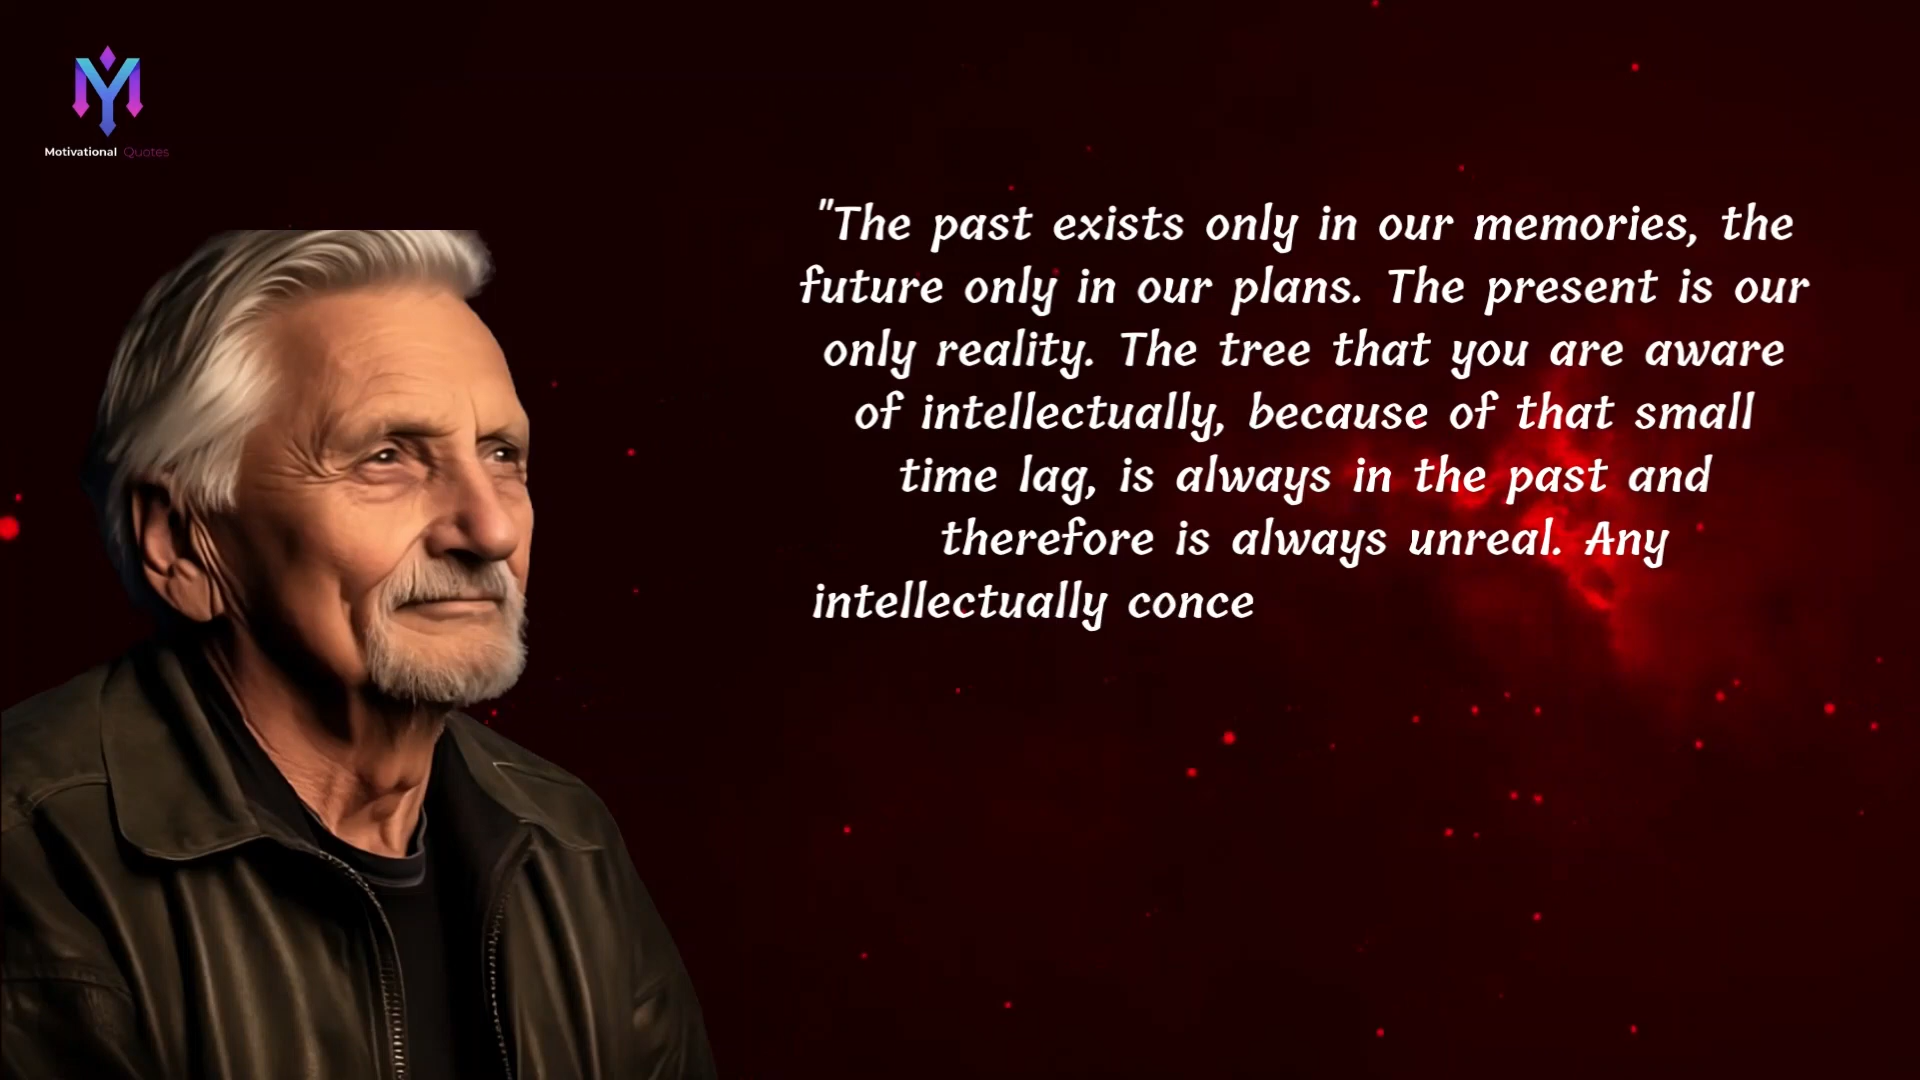 Motivational Quotes
"The past exists only in our memories, the
future only in our plans. The present is our
only reality. The tree that you are aware
of intellectually, because of that small
time lag, is always in the past and
therefore is always unreal. Any
intellectually conce